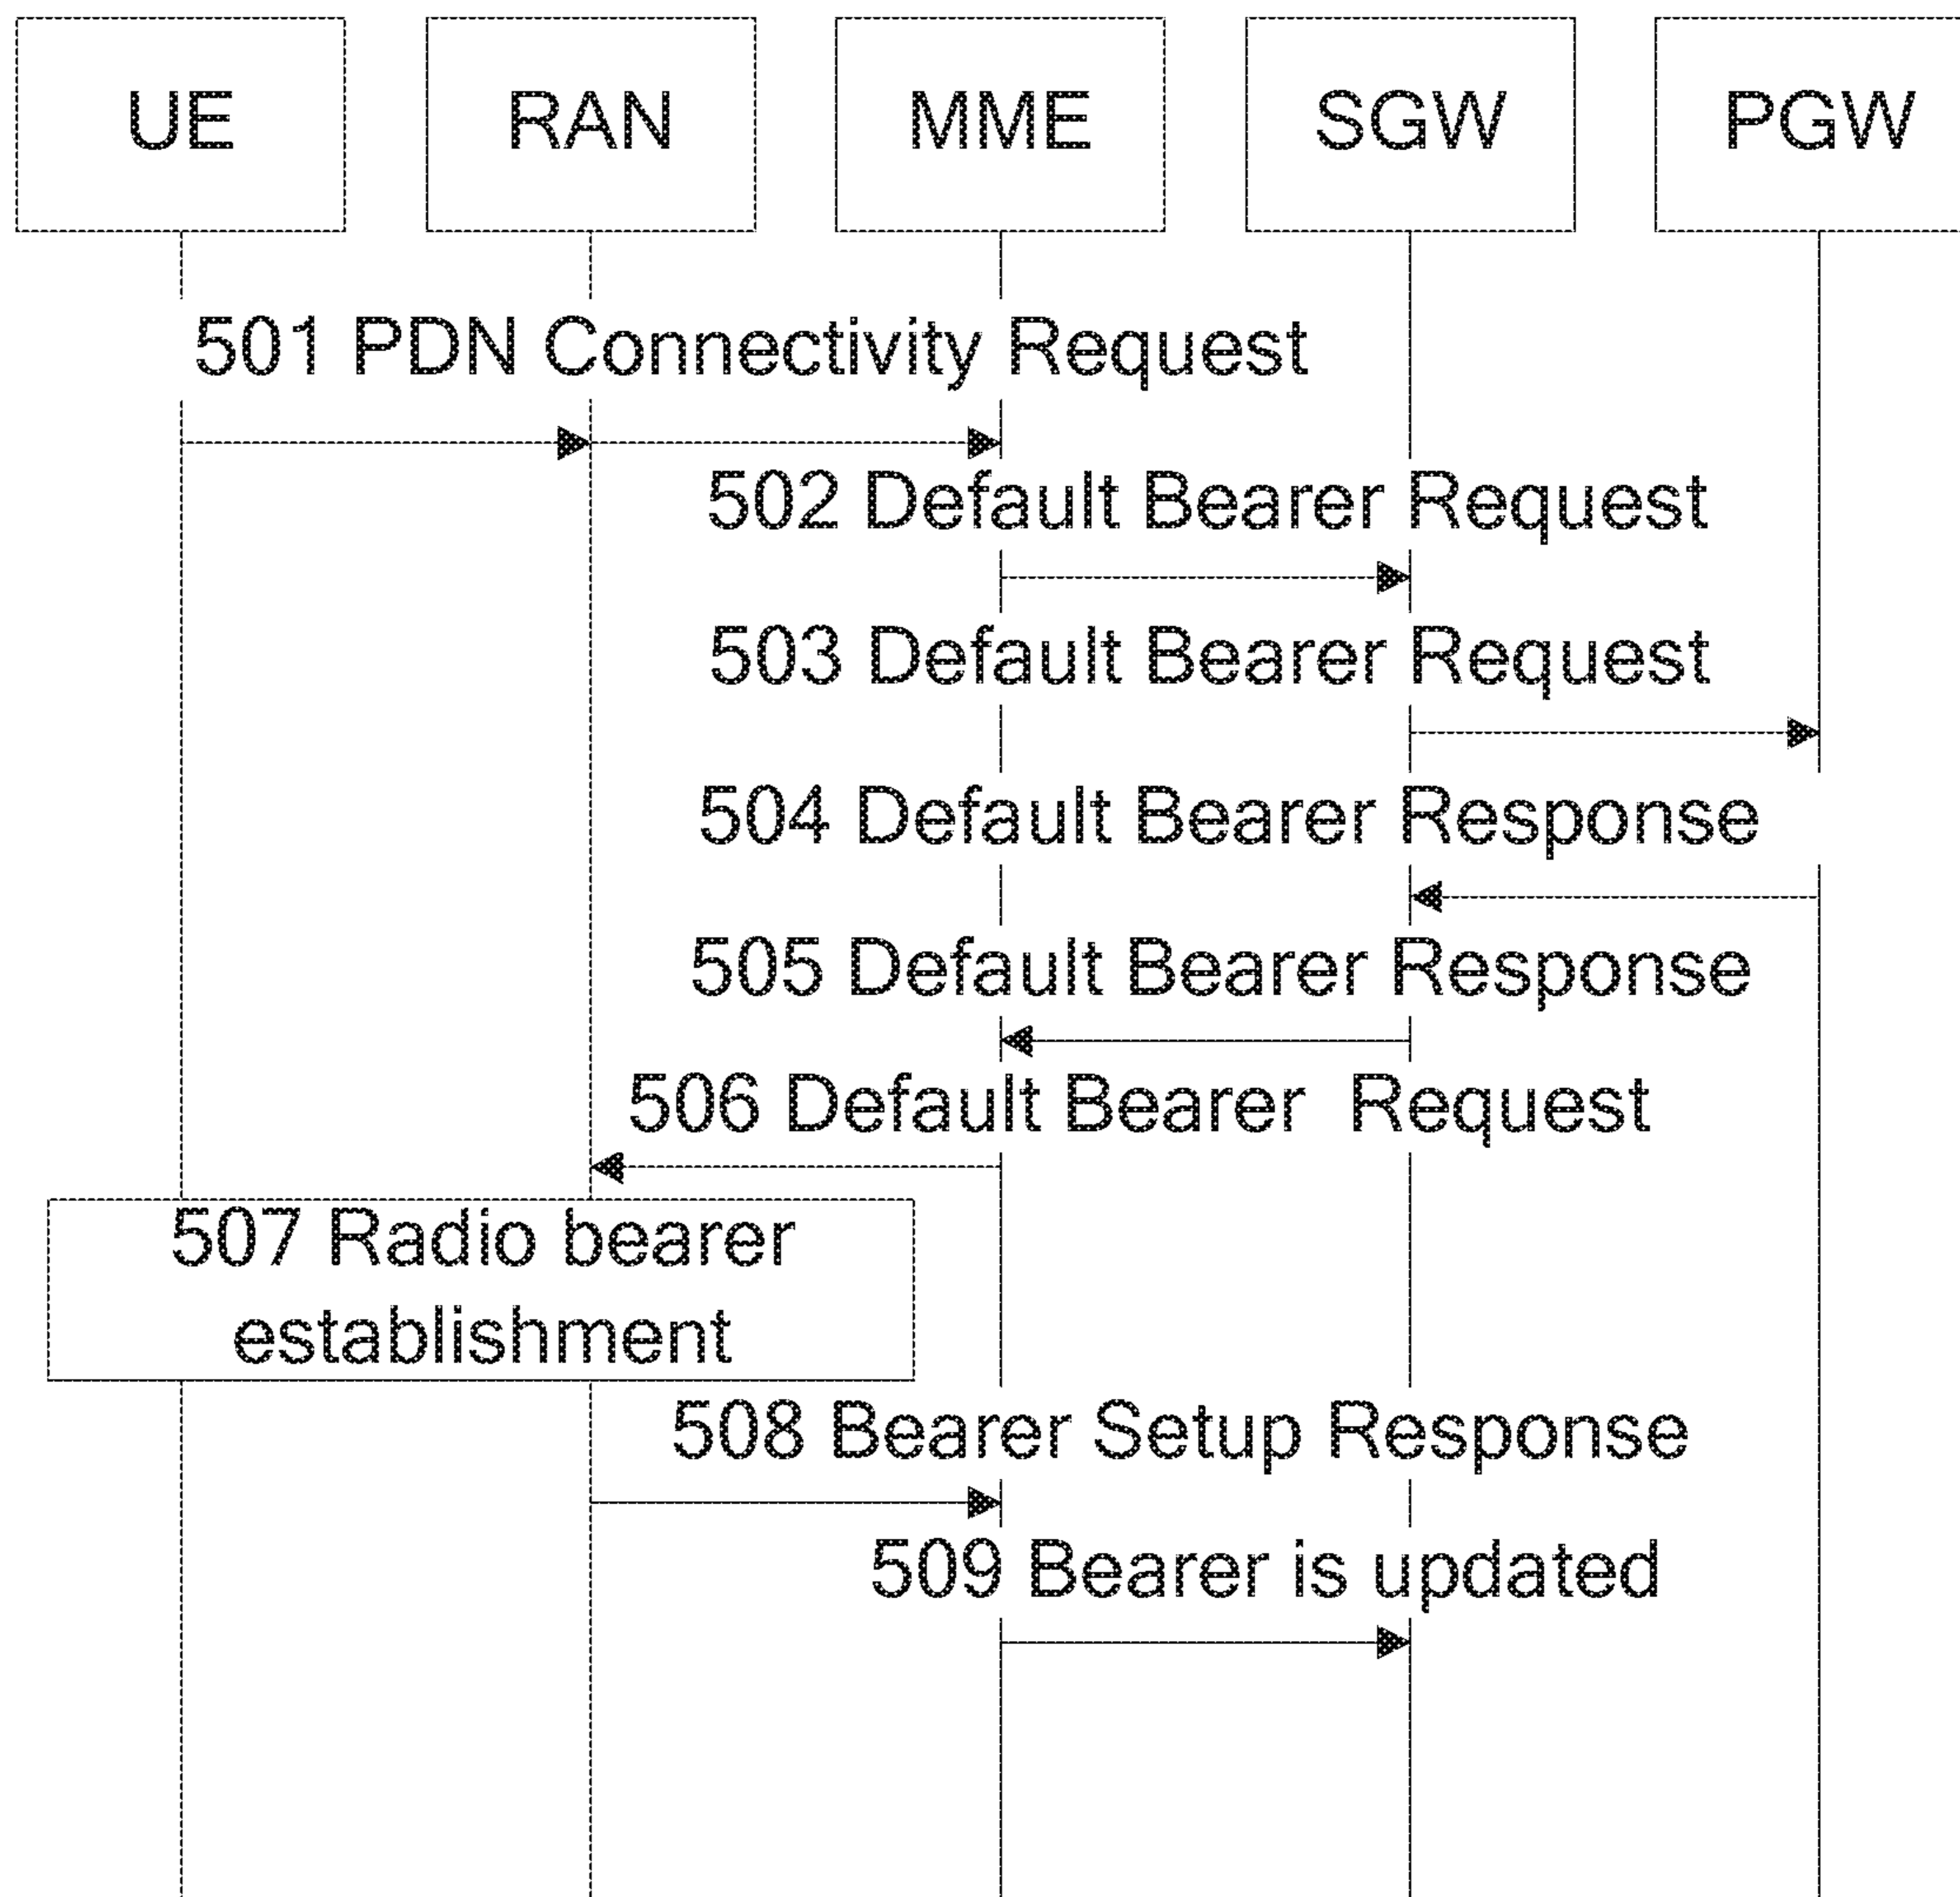 UE RAN MME SGW PGW
501 PDN Connectivity Request
502 Default Bearer Request
503 Default Bearer Request
504 Default Bearer Response
505 Default Bearer Response
506 Default Bearer Request
507 Radio bearer
establishment
508 Bearer Setup Response
509 Bearer is updated